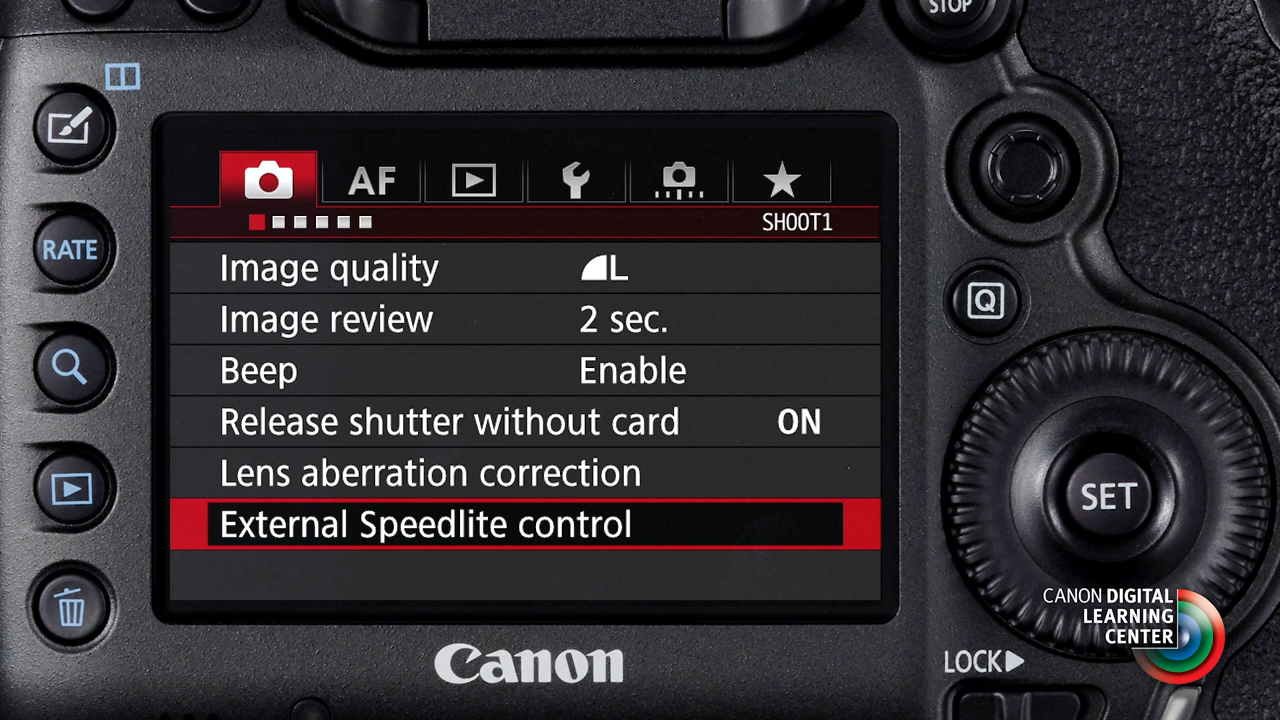 STOP
RATE
AF
SHOOT1
Image quality L
Image review 2 sec.
Beep Enable
Release shutter without card ON
Lens aberration correction
External Speedlite control
Q
SET
CANON DIGITAL
LEARNING
CENTER
LOCK
Canon